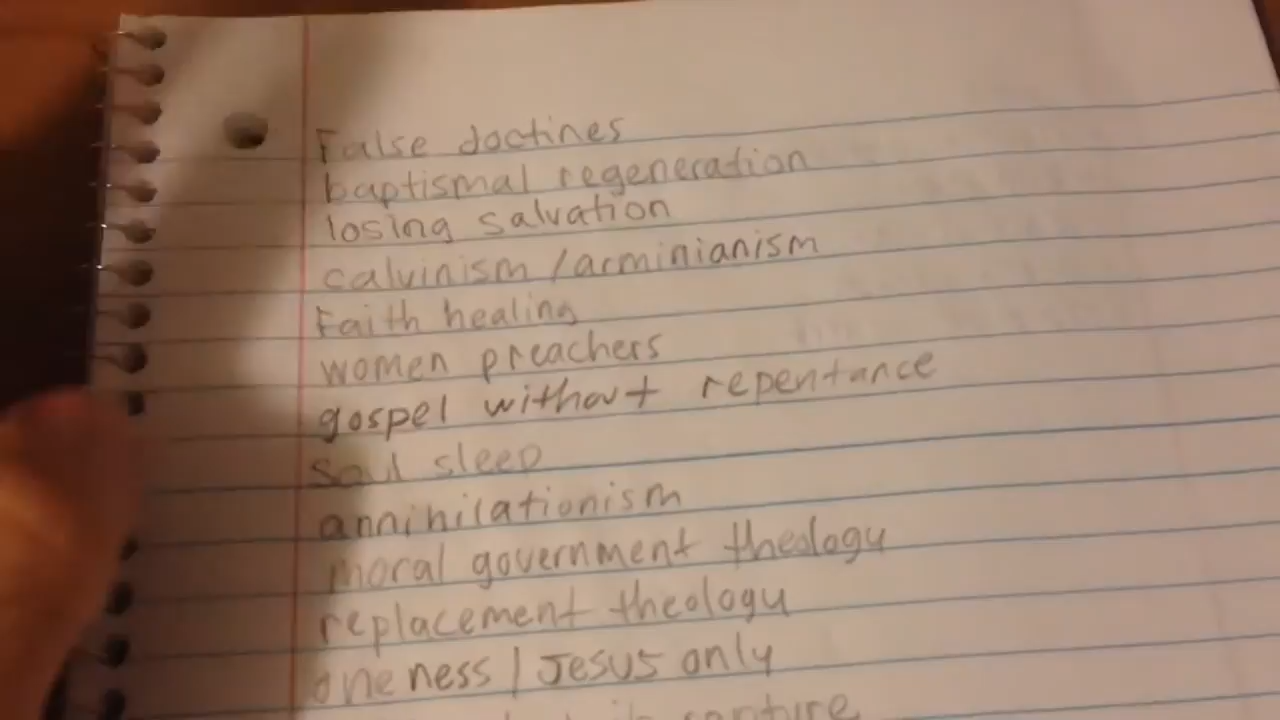 False doctines
baptismal regeneration
losing salvation
calvinism / arminianism
Faith healing
women preachers
gospel without repentance
Soul sleep
annihilationism
moral government theology
replacement theology
oneness / Jesus only